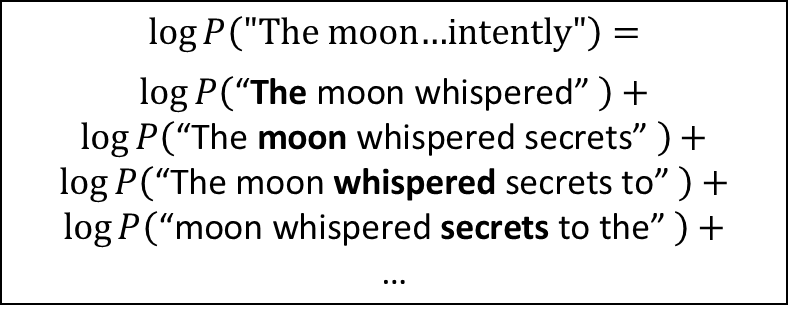 log P("The moon...intently") =
log P(“The moon whispered” ) +
log P(“The moon whispered secrets” ) +
log P(“The moon whispered secrets to” ) +
log P(“moon whispered secrets to the” ) +
...